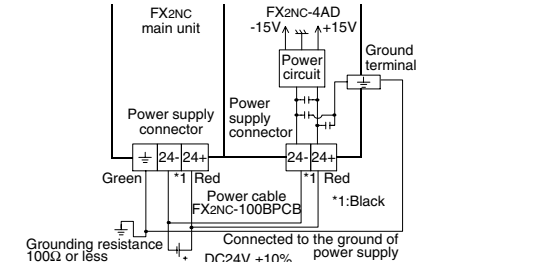 FX2NC
main unit
FX2NC-4AD
-15V
+15V
Ground
terminal
Power
circuit
Power supply
connector
Power
supply
connector
24-
24+
24-
24+
Green
*1
Red
*1
Red
Power cable
FX2NC-100BPCB
*1:Black
Grounding resistance
100Ω or less
Connected to the ground of
power supply
+
DC24V ±10%